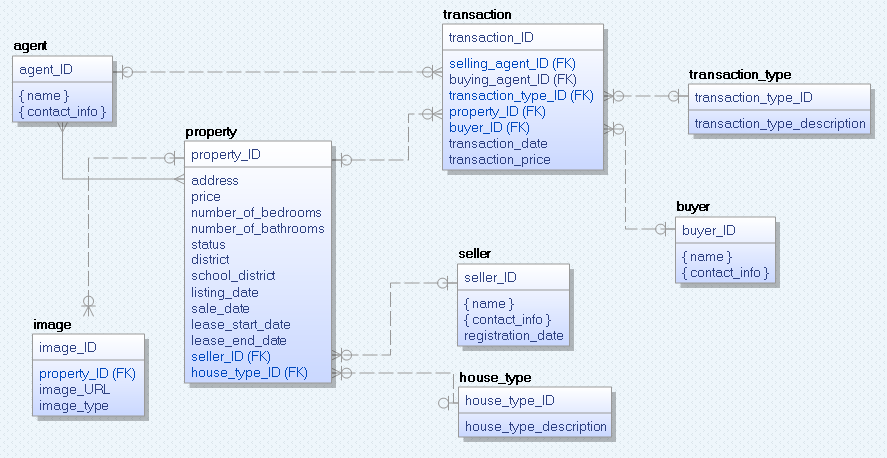 agent
agent_ID
{ name }
{ contact_info }
transaction
transaction_ID
selling_agent_ID (FK)
buying_agent_ID (FK)
transaction_type_ID (FK)
property_ID (FK)
buyer_ID (FK)
transaction_date
transaction_price
transaction_type
transaction_type_ID
transaction_type_description
property
property_ID
address
price
number_of_bedrooms
number_of_bathrooms
status
district
school_district
listing_date
sale_date
lease_start_date
lease_end_date
seller_ID (FK)
house_type_ID (FK)
buyer
buyer_ID
{ name }
{ contact_info }
seller
seller_ID
{ name }
{ contact_info }
registration_date
image
image_ID
property_ID (FK)
image_URL
image_type
house_type
house_type_ID
house_type_description